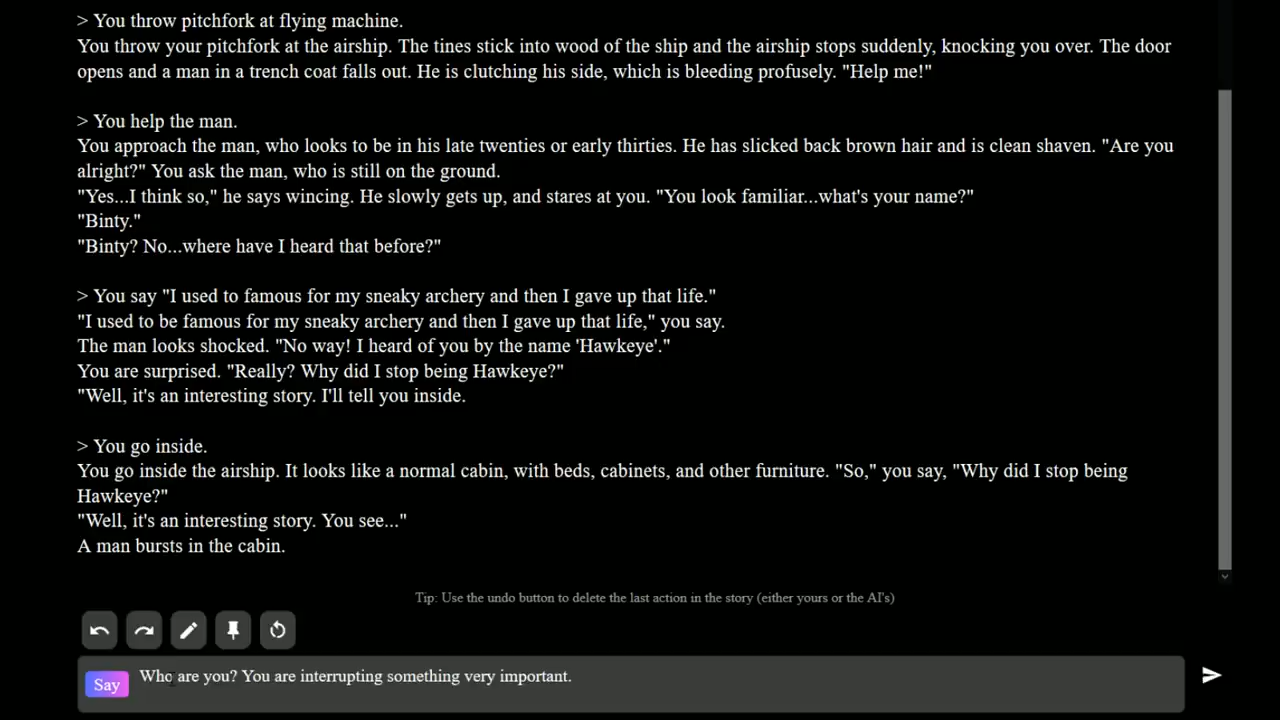 > You throw pitchfork at flying machine.
You throw your pitchfork at the airship. The tines stick into wood of the ship and the airship stops suddenly, knocking you over. The door
opens and a man in a trench coat falls out. He is clutching his side, which is bleeding profusely. "Help me!"
> You help the man.
You approach the man, who looks to be in his late twenties or early thirties. He has slicked back brown hair and is clean shaven. "Are you
alright?" You ask the man, who is still on the ground.
"Yes...I think so," he says wincing. He slowly gets up, and stares at you. "You look familiar...what's your name?"
"Binty."
"Binty? No...where have I heard that before?"
> You say "I used to famous for my sneaky archery and then I gave up that life."
"I used to be famous for my sneaky archery and then I gave up that life," you say.
The man looks shocked. "No way! I heard of you by the name 'Hawkeye'."
You are surprised. "Really? Why did I stop being Hawkeye?"
"Well, it's an interesting story. I'll tell you inside.
> You go inside.
You go inside the airship. It looks like a normal cabin, with beds, cabinets, and other furniture. "So," you say, "Why did I stop being
Hawkeye?"
"Well, it's an interesting story. You see..."
A man bursts in the cabin.
Tip: Use the undo button to delete the last action in the story (either yours or the AI's)
Say Who are you? You are interrupting something very important.